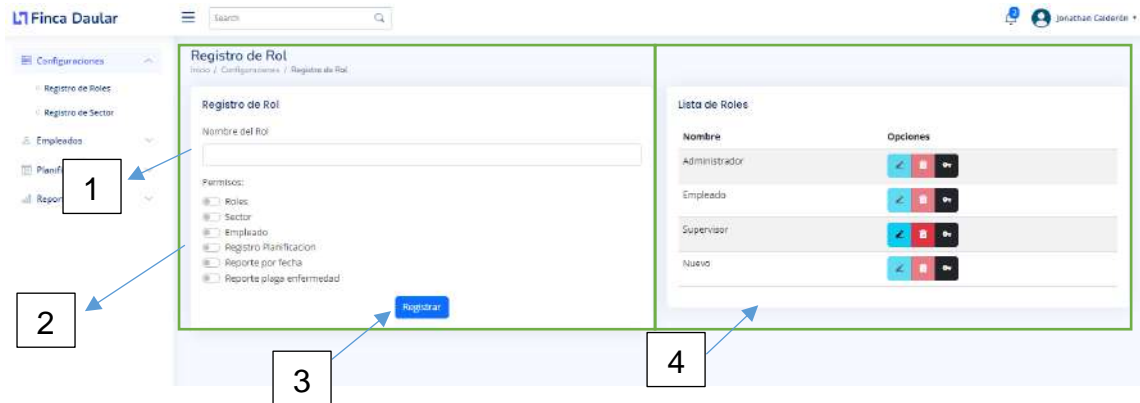 Finca Daular
Search
2
Jonathan Calderón
Configuraciones
Registro de Roles
Registro de Sector
Empleados
Planifi
Repor
Registro de Rol
Inicio / Configuraciones / Registro de Rol
Registro de Rol
Nombre del Rol
Permisos:
Roles
Sector
Empleado
Registro Planificacion
Reporte por fecha
Reporte plaga enfermedad
Registrar
Lista de Roles
Nombre Opciones
Administrador
Empleado
Supervisor
Nuevo
1
2
3
4